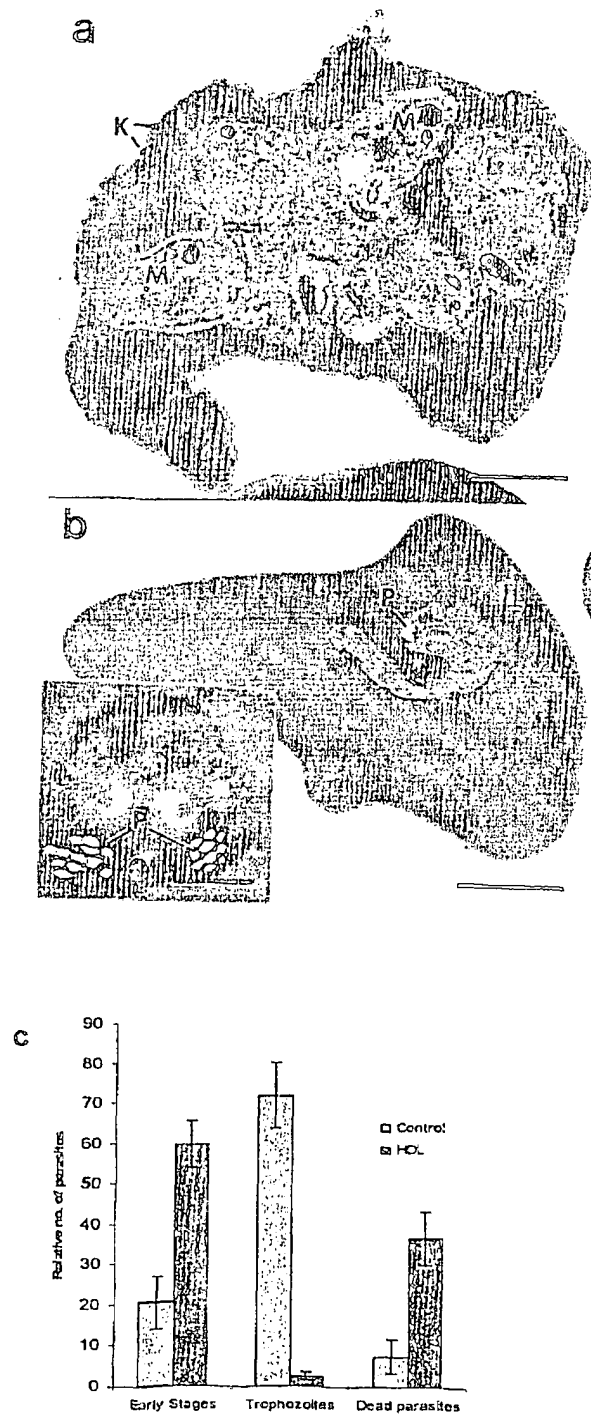 a
K
M
M
b
P
P
c
Relative no. of parasites
90
80
70
60
50
40
30
20
10
0
Control
HDL
Early Stages
Trophozoites
Dead parasites